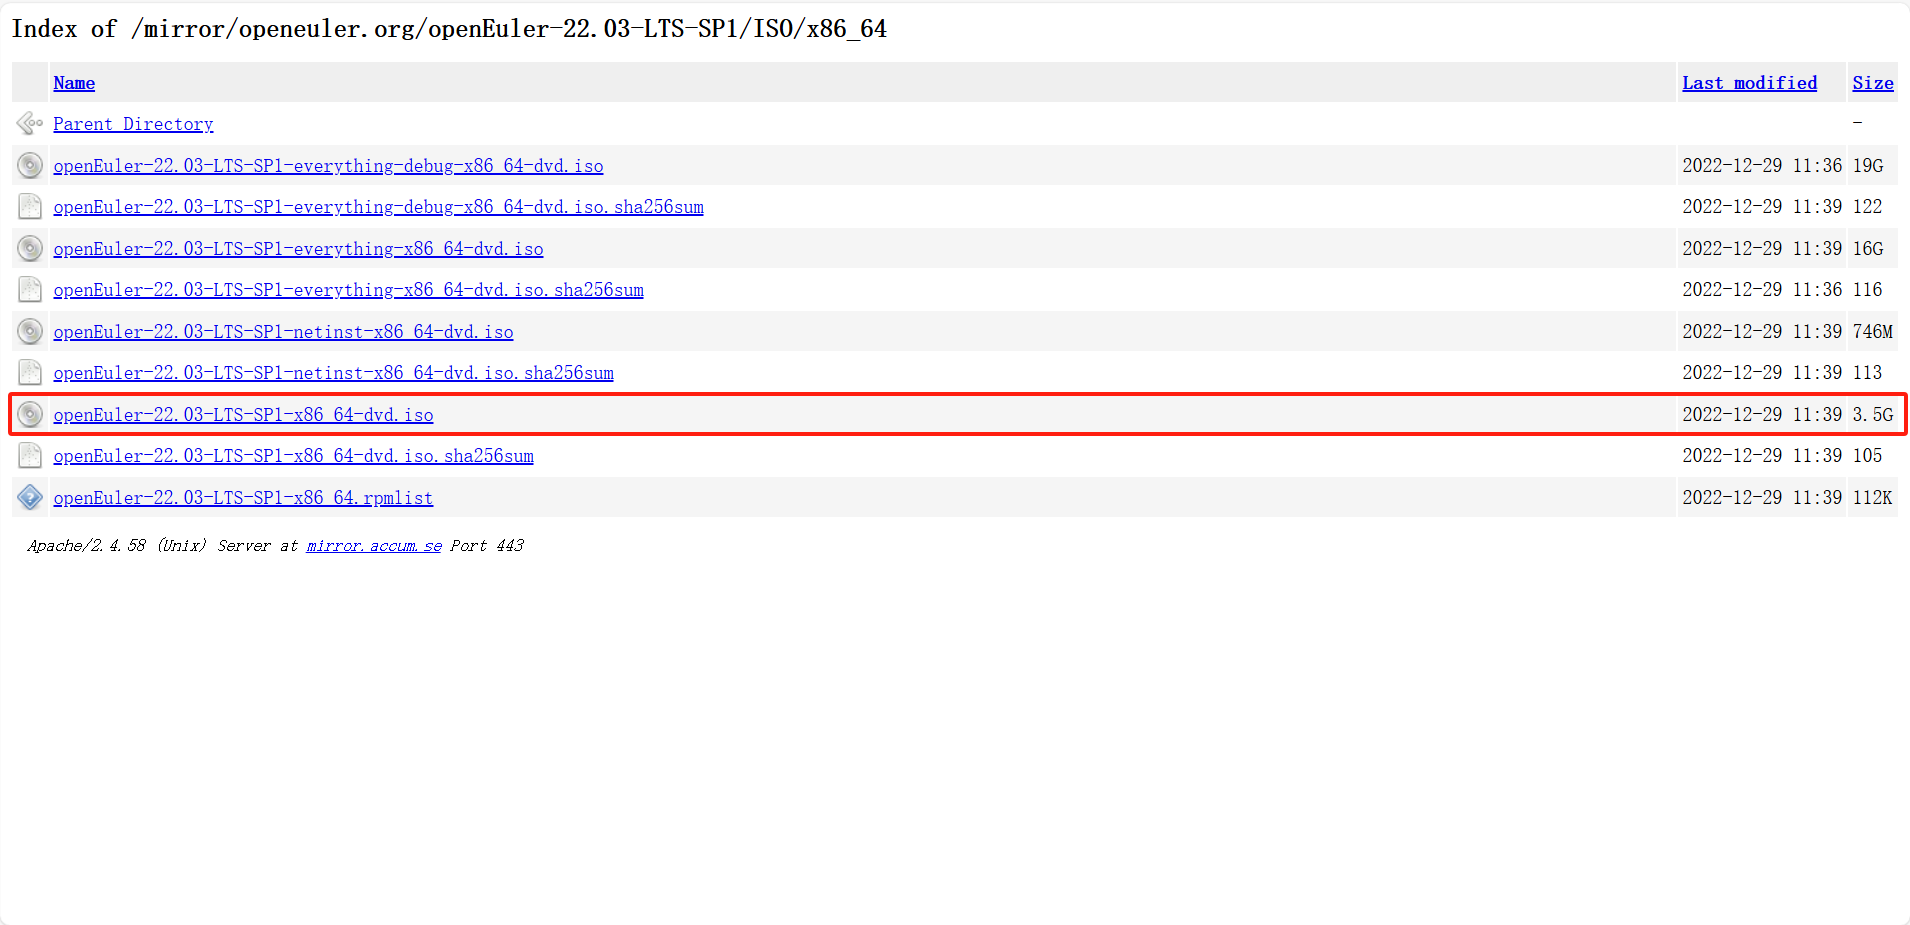 Index of /mirror/openeuler.org/openEuler-22.03-LTS-SP1/ISO/x86_64
Name Last modified Size
Parent Directory -
openEuler-22.03-LTS-SP1-everything-debug-x86_64-dvd.iso 2022-12-29 11:36 19G
openEuler-22.03-LTS-SP1-everything-debug-x86_64-dvd.iso.sha256sum 2022-12-29 11:39 122
openEuler-22.03-LTS-SP1-everything-x86_64-dvd.iso 2022-12-29 11:39 16G
openEuler-22.03-LTS-SP1-everything-x86_64-dvd.iso.sha256sum 2022-12-29 11:36 116
openEuler-22.03-LTS-SP1-netinst-x86_64-dvd.iso 2022-12-29 11:39 746M
openEuler-22.03-LTS-SP1-netinst-x86_64-dvd.iso.sha256sum 2022-12-29 11:39 113
openEuler-22.03-LTS-SP1-x86_64-dvd.iso 2022-12-29 11:39 3.5G
openEuler-22.03-LTS-SP1-x86_64-dvd.iso.sha256sum 2022-12-29 11:39 105
openEuler-22.03-LTS-SP1-x86_64.rpmlist 2022-12-29 11:39 112K
Apache/2.4.58 (Unix) Server at mirror.accum.se Port 443